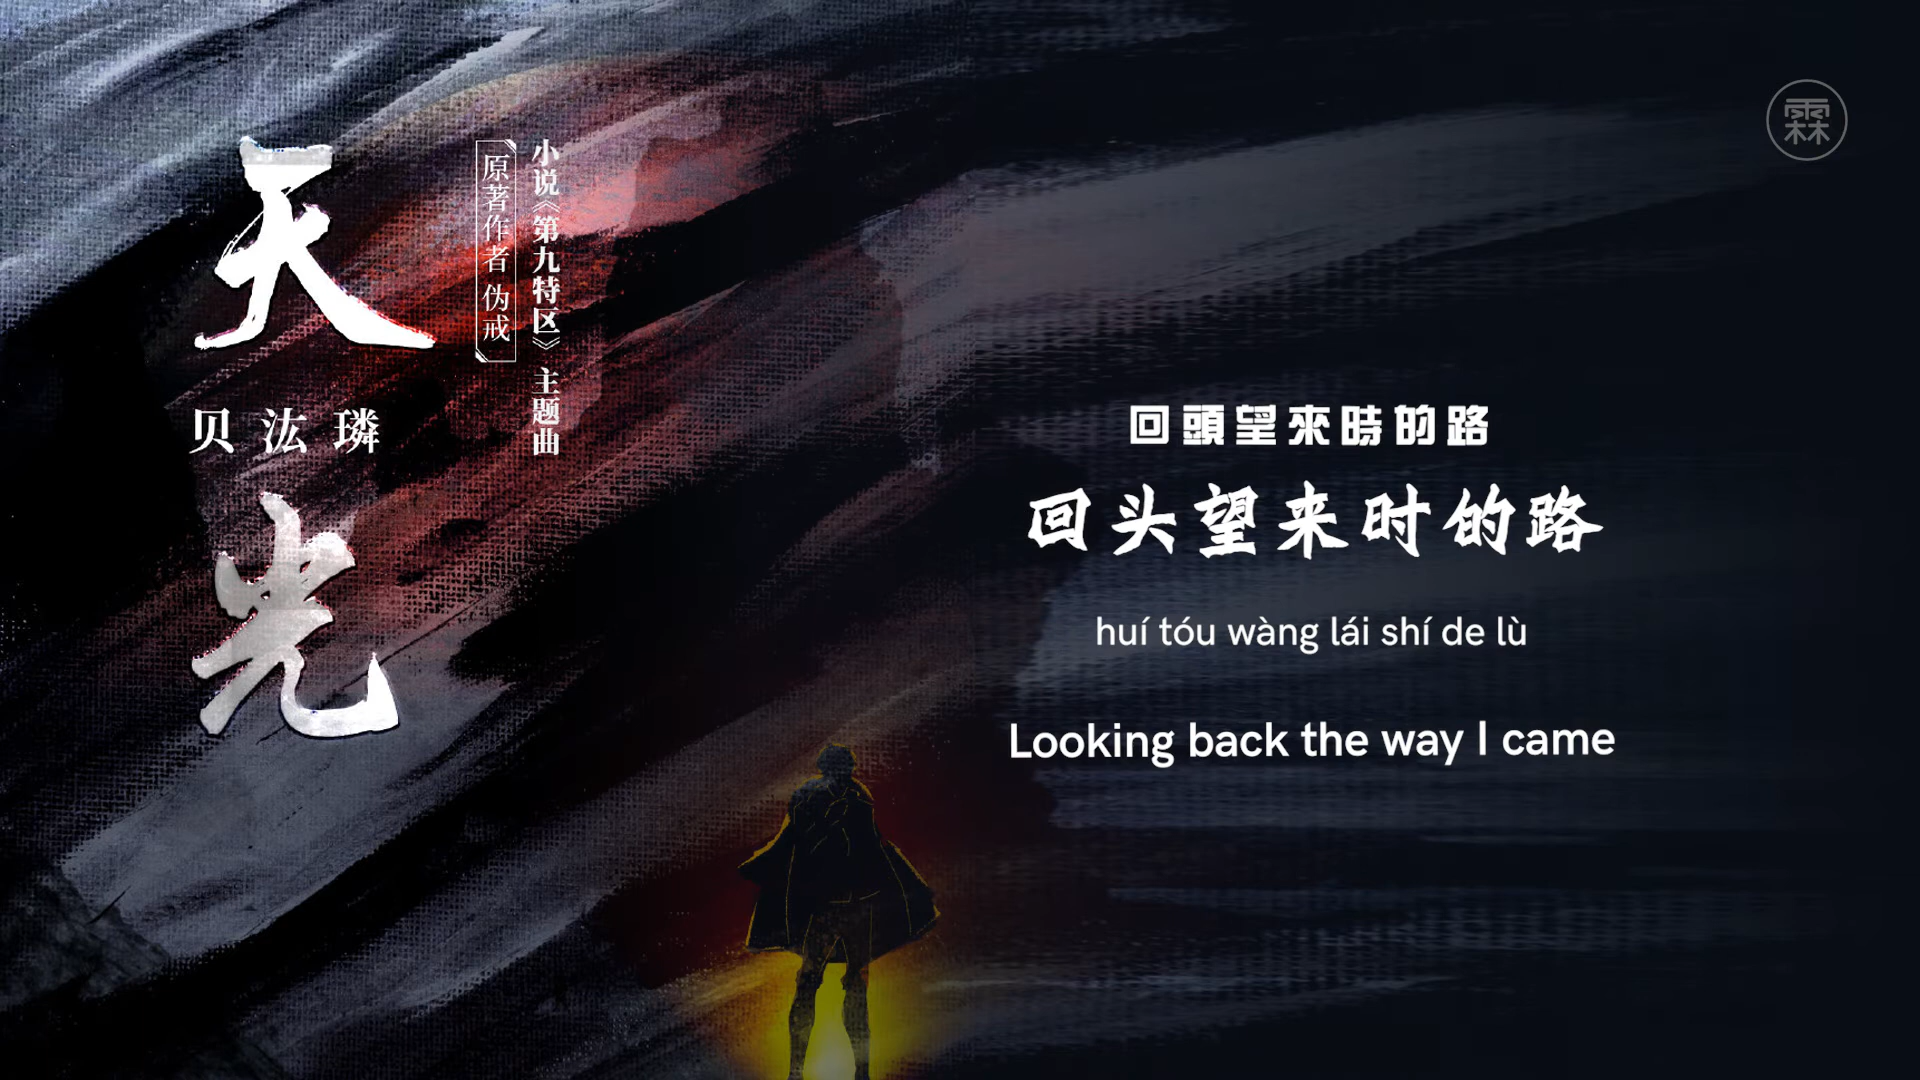 天光
贝汯璘
原著作者 伪戒
小说《第九特区》主题曲
霖
回頭望來時的路
回头望来时的路
huí tóu wàng lái shí de lù
Looking back the way I came